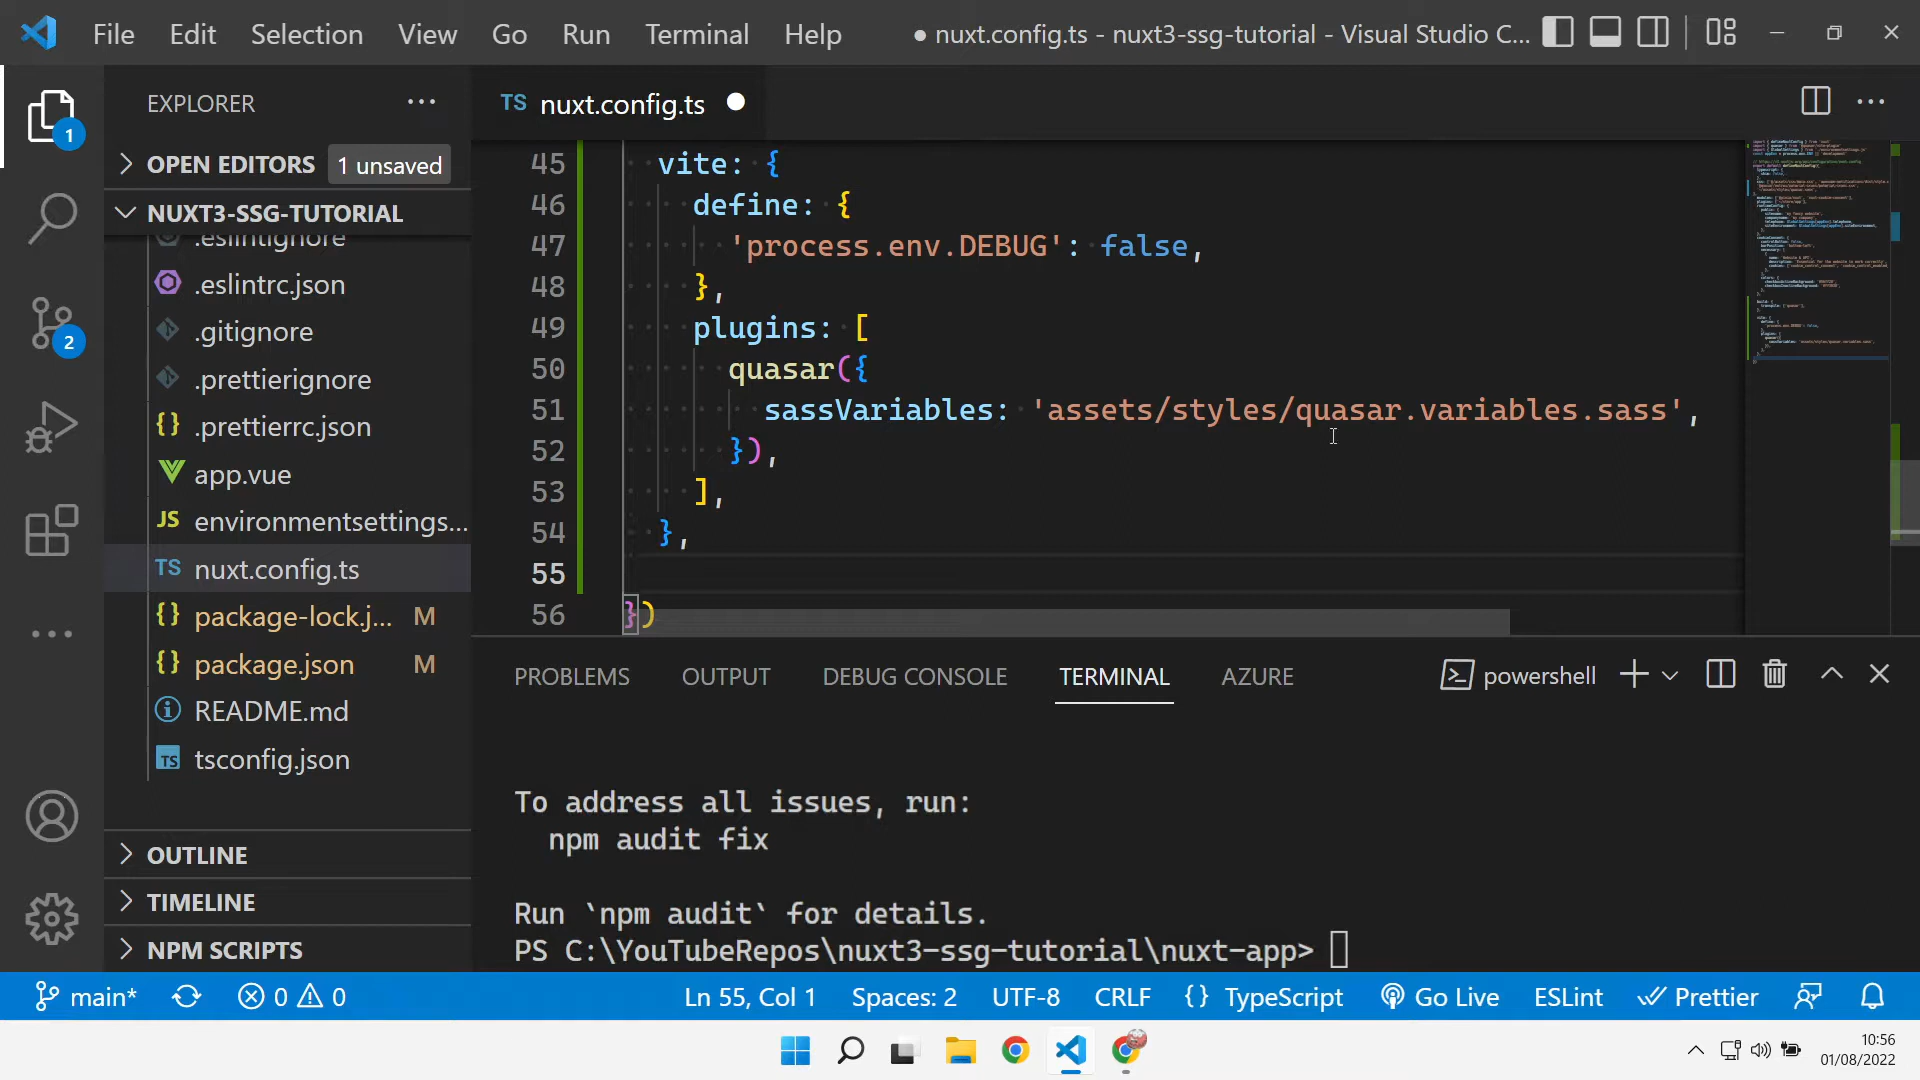 File Edit Selection View Go Run Terminal Help ● nuxt.config.ts - nuxt3-ssg-tutorial - Visual Studio C...
EXPLORER ...
TS nuxt.config.ts ●
OPEN EDITORS 1 unsaved
NUXT3-SSG-TUTORIAL
.eslintignore
.eslintrc.json
.gitignore
.prettierignore
.prettierrc.json
app.vue
JS environmentsettings...
TS nuxt.config.ts
package-lock.j... M
package.json M
README.md
TS tsconfig.json
OUTLINE
TIMELINE
NPM SCRIPTS
1
2
45 vite: {
46 define: {
47 'process.env.DEBUG': false,
48 },
49 plugins: [
50 quasar({
51 sassVariables: 'assets/styles/quasar.variables.sass',
52 }),
53 ],
54 },
55
56 })
PROBLEMS OUTPUT DEBUG CONSOLE TERMINAL AZURE powershell
To address all issues, run:
npm audit fix
Run `npm audit` for details.
PS C:\YouTubeRepos\nuxt3-ssg-tutorial\nuxt-app>
main* 0 0 Ln 55, Col 1 Spaces: 2 UTF-8 CRLF {} TypeScript Go Live ESLint Prettier
10:56
01/08/2022